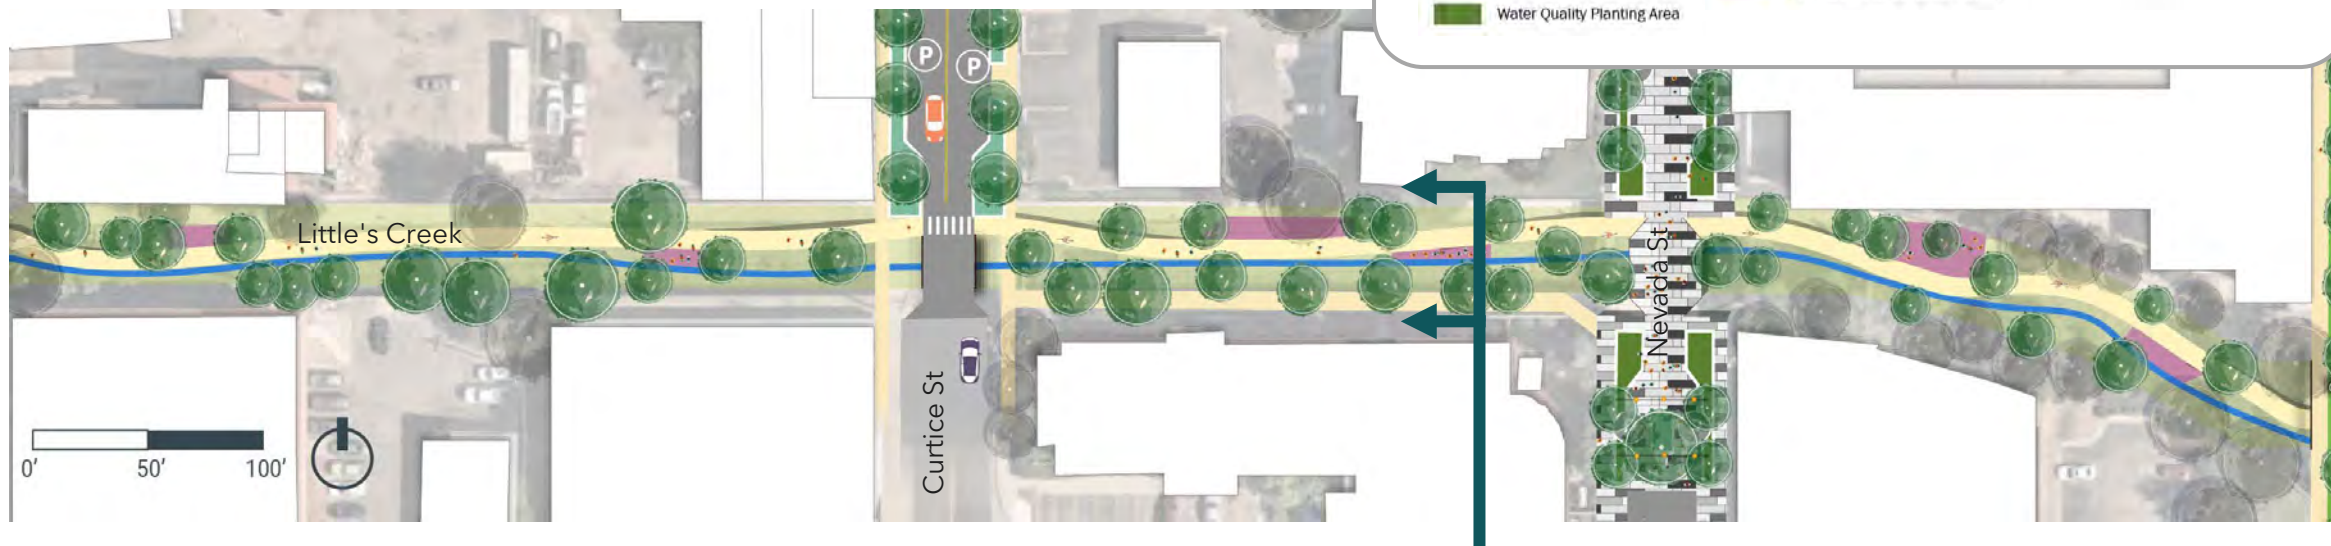 Water Quality Planting Area
P
P
Little's Creek
Nevada St
Curtice St
0' 50' 100'